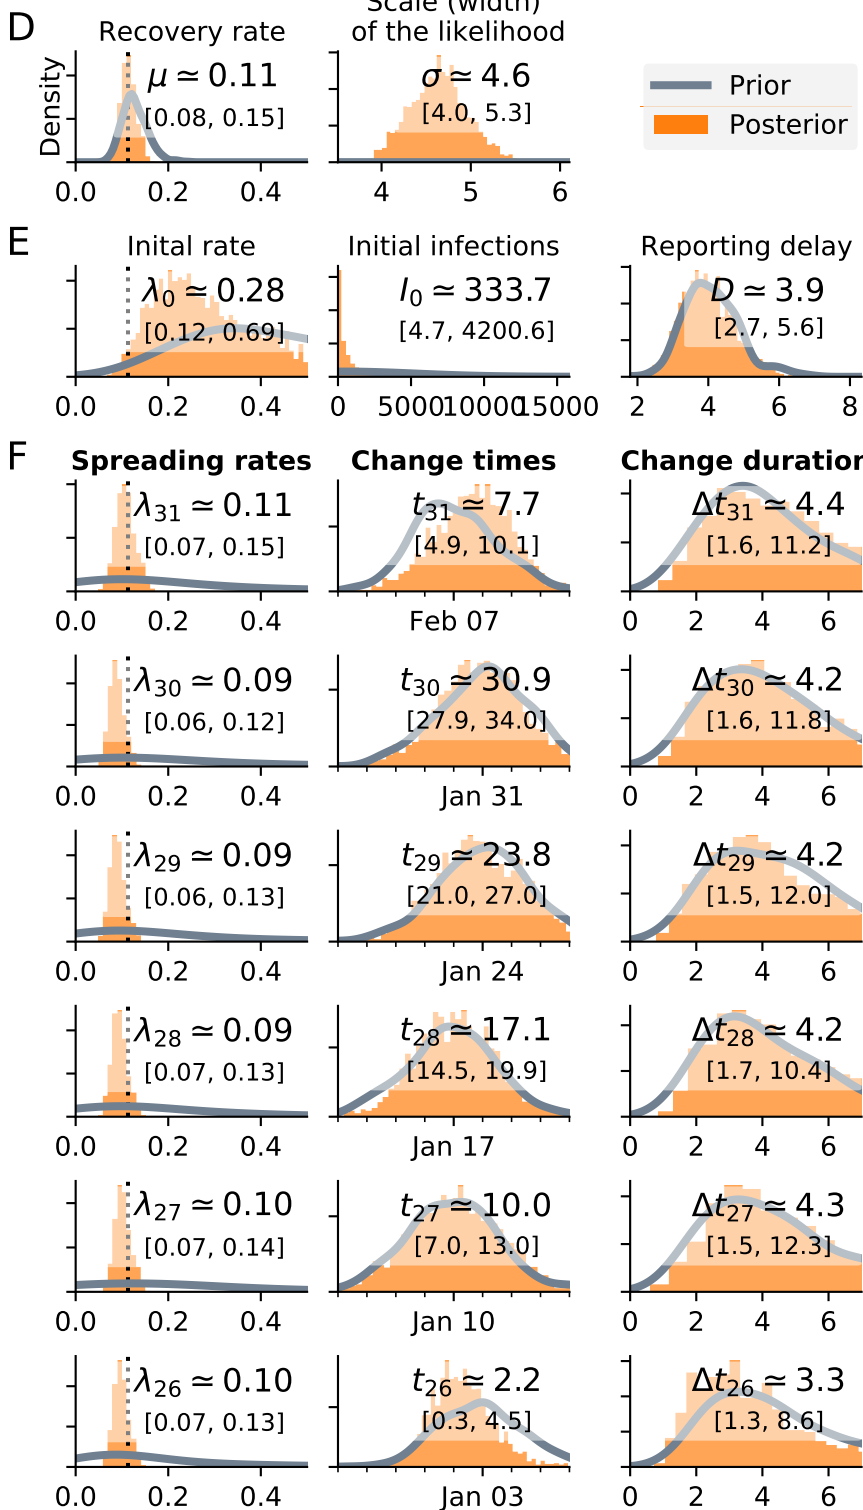 D
Scale (width)
Recovery rate
of the likelihood
Density
μ ≃ 0.11
[0.08, 0.15]
σ ≃ 4.6
[4.0, 5.3]
Prior
Posterior
0.0 0.2 0.4
4 5 6
E
Inital rate
Initial infections
Reporting delay
λ0 ≃ 0.28
[0.12, 0.69]
I0 ≃ 333.7
[4.7, 4200.6]
D ≃ 3.9
[2.7, 5.6]
0.0 0.2 0.4
0 5000 10000 15000
2 4 6 8
F
Spreading rates
Change times
Change duration
λ31 ≃ 0.11
[0.07, 0.15]
t31 ≃ 7.7
[4.9, 10.1]
Δt31 ≃ 4.4
[1.6, 11.2]
0.0 0.2 0.4
Feb 07
0 2 4 6
λ30 ≃ 0.09
[0.06, 0.12]
t30 ≃ 30.9
[27.9, 34.0]
Δt30 ≃ 4.2
[1.6, 11.8]
0.0 0.2 0.4
Jan 31
0 2 4 6
λ29 ≃ 0.09
[0.06, 0.13]
t29 ≃ 23.8
[21.0, 27.0]
Δt29 ≃ 4.2
[1.5, 12.0]
0.0 0.2 0.4
Jan 24
0 2 4 6
λ28 ≃ 0.09
[0.07, 0.13]
t28 ≃ 17.1
[14.5, 19.9]
Δt28 ≃ 4.2
[1.7, 10.4]
0.0 0.2 0.4
Jan 17
0 2 4 6
λ27 ≃ 0.10
[0.07, 0.14]
t27 ≃ 10.0
[7.0, 13.0]
Δt27 ≃ 4.3
[1.5, 12.3]
0.0 0.2 0.4
Jan 10
0 2 4 6
λ26 ≃ 0.10
[0.07, 0.13]
t26 ≃ 2.2
[0.3, 4.5]
Δt26 ≃ 3.3
[1.3, 8.6]
0.0 0.2 0.4
Jan 03
0 2 4 6